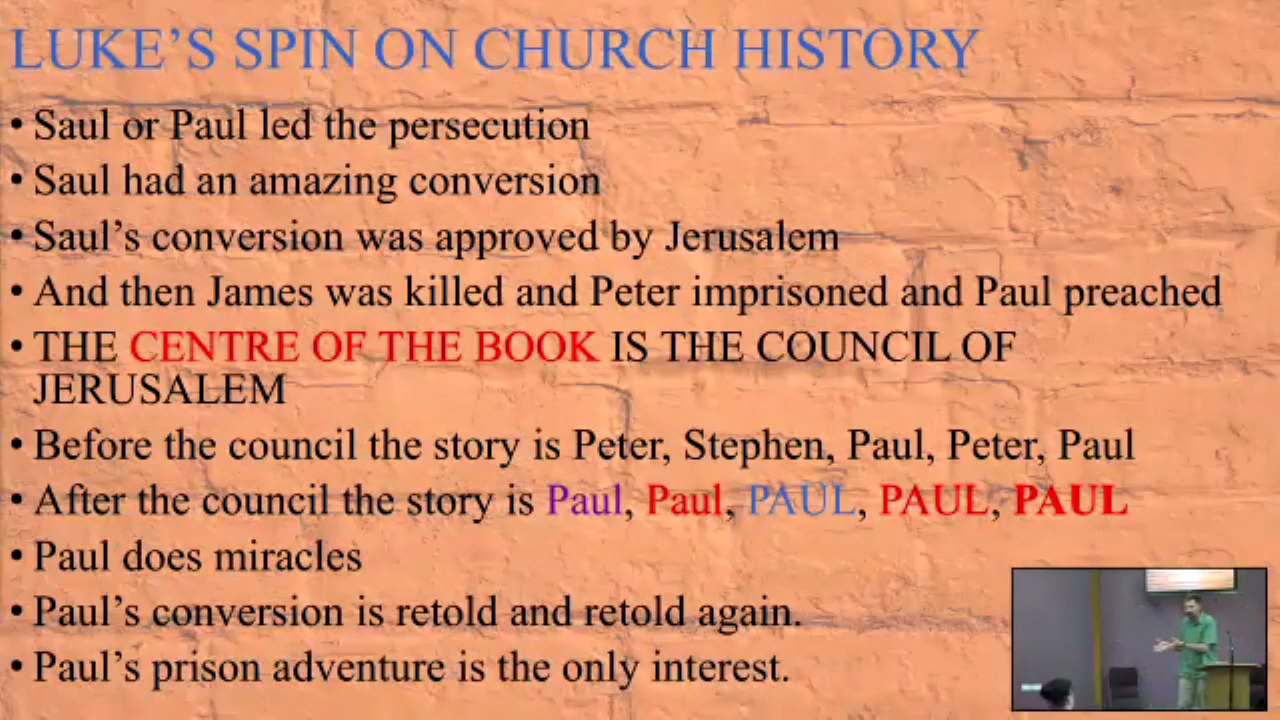 LUKE'S SPIN ON CHURCH HISTORY
• Saul or Paul led the persecution
• Saul had an amazing conversion
• Saul's conversion was approved by Jerusalem
• And then James was killed and Peter imprisoned and Paul preached
• THE CENTRE OF THE BOOK IS THE COUNCIL OF
JERUSALEM
• Before the council the story is Peter, Stephen, Paul, Peter, Paul
• After the council the story is Paul, Paul, PAUL, PAUL, PAUL
• Paul does miracles
• Paul's conversion is retold and retold again.
• Paul's prison adventure is the only interest.